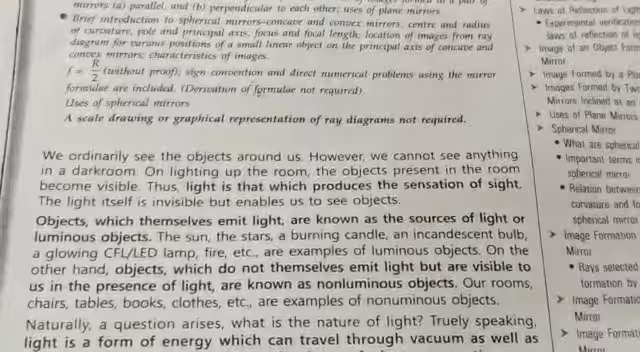 mirrors (a) parallel, and (b) perpendicular to each other; uses of plane mirrors
• Brief introduction to spherical mirrors-concave and convex mirrors, centre and radius
of curvature, pole and principal axis, focus and focal length; location of images from ray
diagram for various positions of a small linear object on the principal axis of concave and
convex mirrors; characteristics of images.
f = R/2 (without proof); sign convention and direct numerical problems using the mirror
formulae are included. (Derivation of formulae not required)
Uses of spherical mirrors
A scale drawing or graphical representation of ray diagrams not required.
We ordinarily see the objects around us. However, we cannot see anything
in a darkroom. On lighting up the room, the objects present in the room
become visible. Thus, light is that which produces the sensation of sight.
The light itself is invisible but enables us to see objects.
Objects, which themselves emit light, are known as the sources of light or
luminous objects. The sun, the stars, a burning candle, an incandescent bulb,
a glowing CFL/LED lamp, fire, etc., are examples of luminous objects. On the
other hand, objects, which do not themselves emit light but are visible to
us in the presence of light, are known as nonluminous objects. Our rooms,
chairs, tables, books, clothes, etc., are examples of nonuminous objects.
Naturally, a question arises, what is the nature of light? Truely speaking,
light is a form of energy which can travel through vacuum as well as
➤ Laws of Reflection of Light
• Experimental verification
laws of reflection of
➤ Image of an Object Form
Mirror
➤ Image Formed by a
➤ Images Formed by Two
Mirrors Inclined at an
➤ Uses of Plane Mirrors
➤ Spherical Mirror
• What are spherical
• Important terms
spherical mirror
• Relation between
curvature and fo
spherical mirror
➤ Image Formation
Mirror
• Rays selected
formation by
➤ Image Formatio
Mirror
➤ Image Format
Mirror